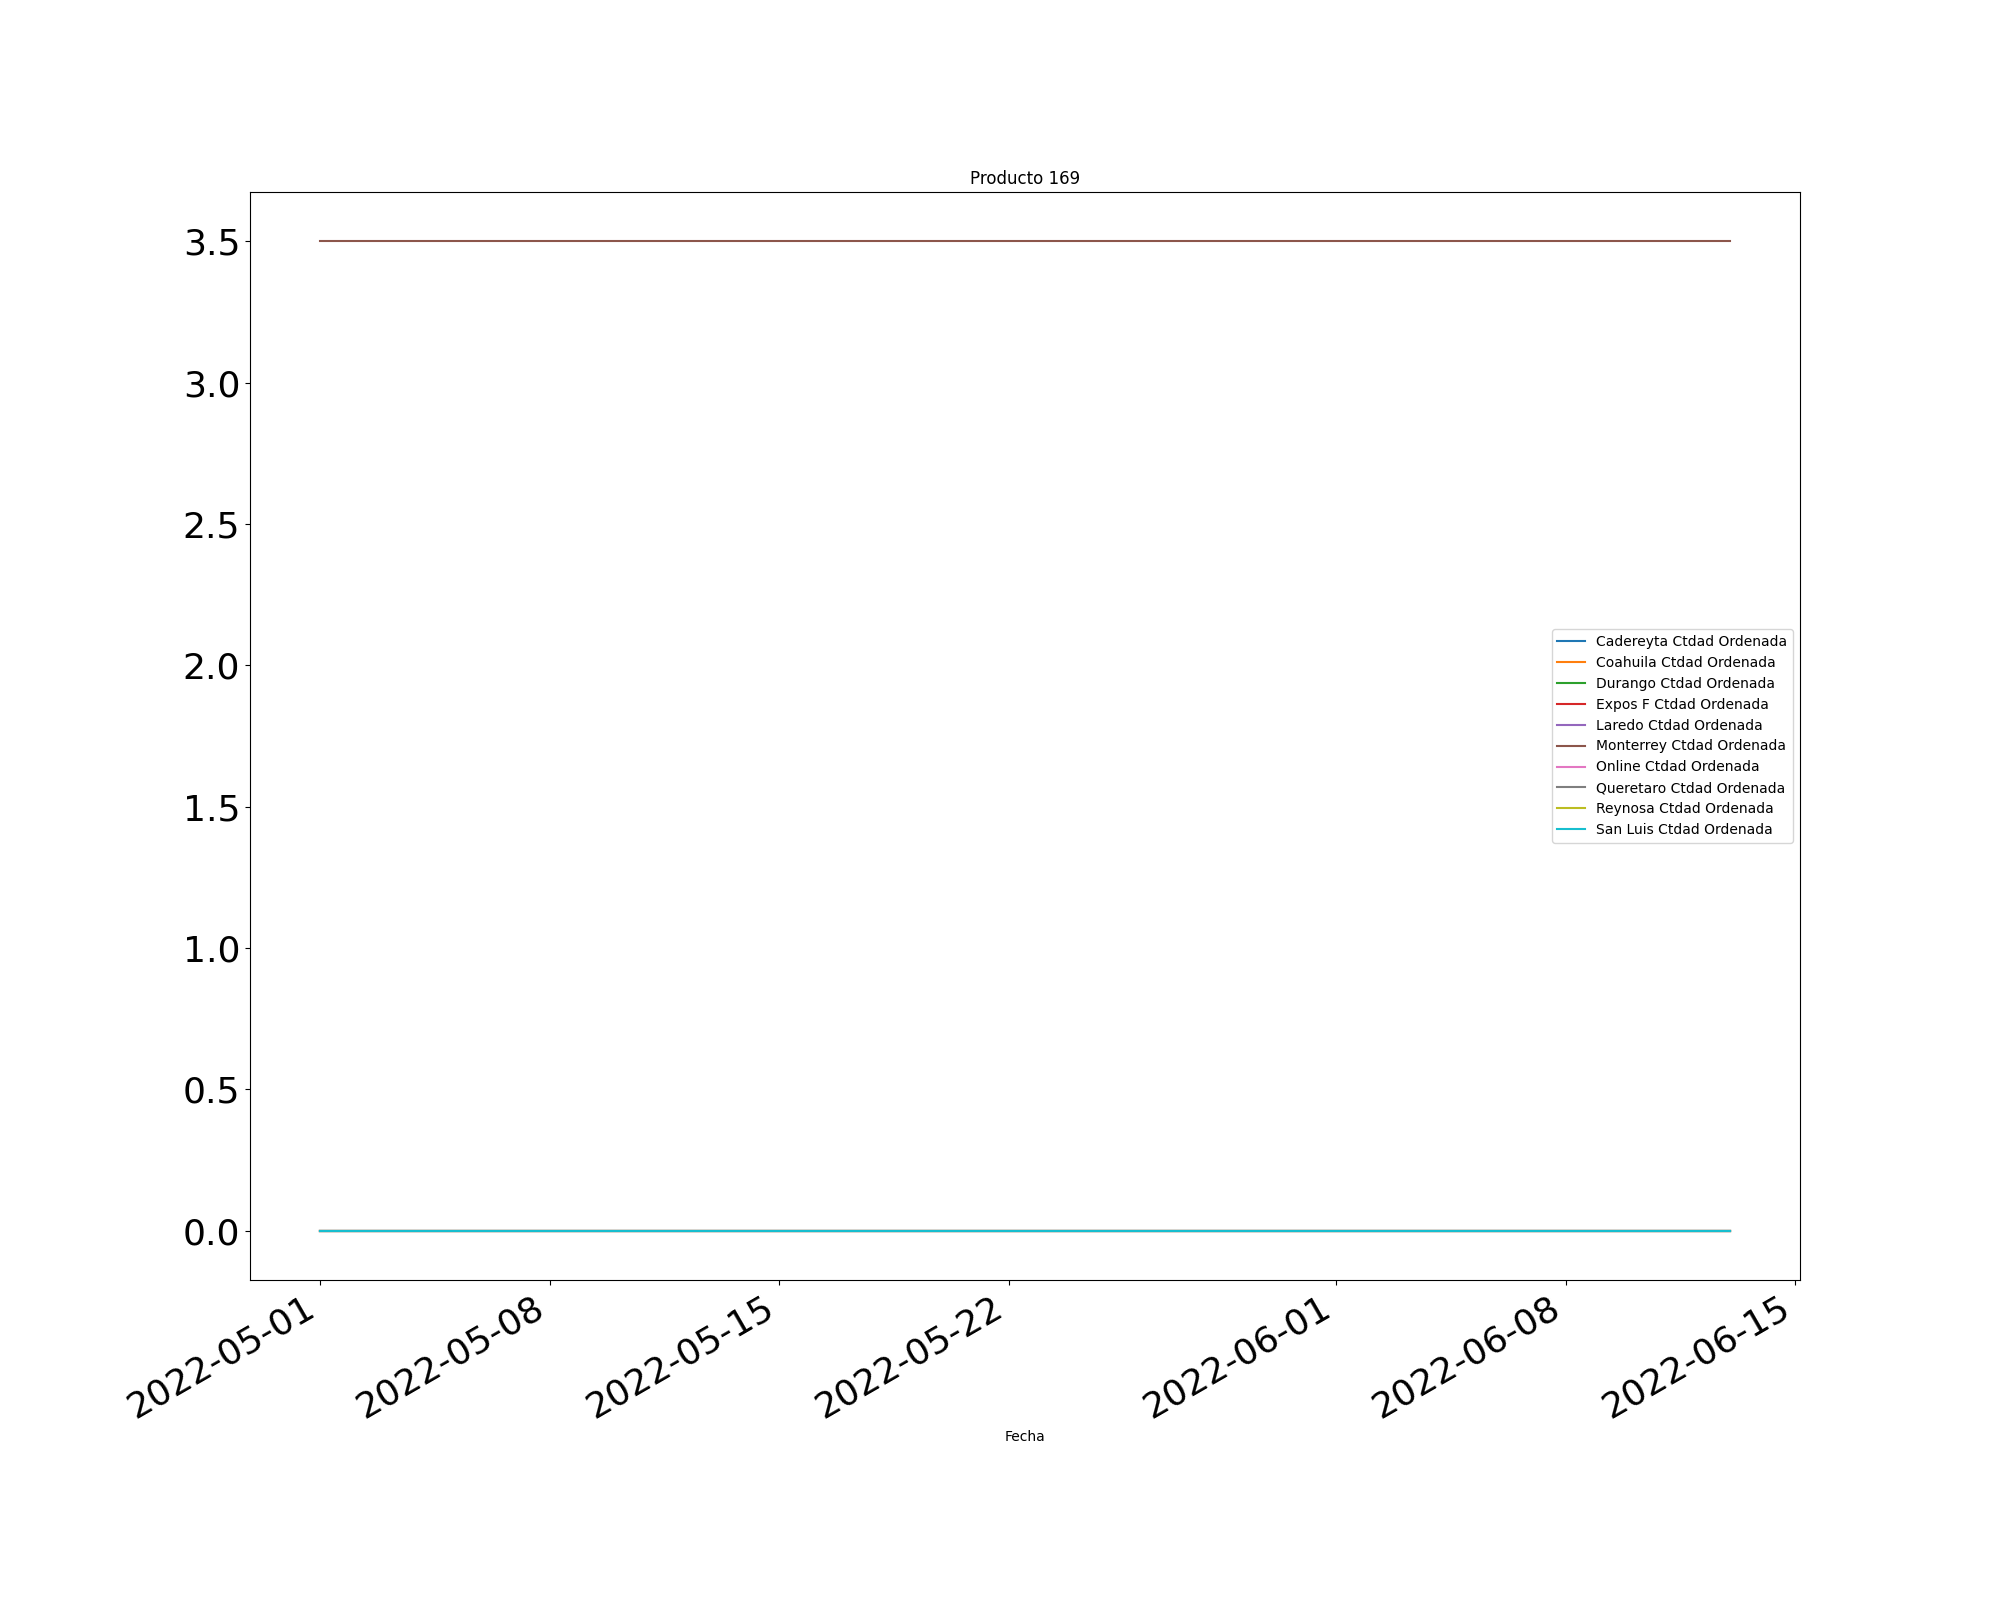 Producto 169
3.5
3.0
2.5
2.0
1.5
1.0
0.5
0.0
Cadereyta Ctdad Ordenada
Coahuila Ctdad Ordenada
Durango Ctdad Ordenada
Expos F Ctdad Ordenada
Laredo Ctdad Ordenada
Monterrey Ctdad Ordenada
Online Ctdad Ordenada
Queretaro Ctdad Ordenada
Reynosa Ctdad Ordenada
San Luis Ctdad Ordenada
2022-05-01
2022-05-08
2022-05-15
2022-05-22
2022-06-01
2022-06-08
2022-06-15
Fecha